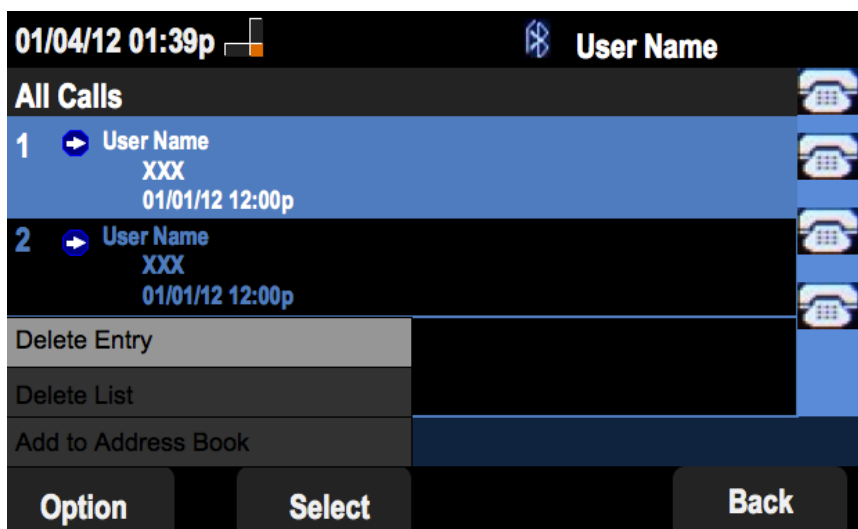 01/04/12 01:39p User Name
All Calls
1 User Name
XXX
01/01/12 12:00p
2 User Name
XXX
01/01/12 12:00p
Delete Entry
Delete List
Add to Address Book
Option Select Back